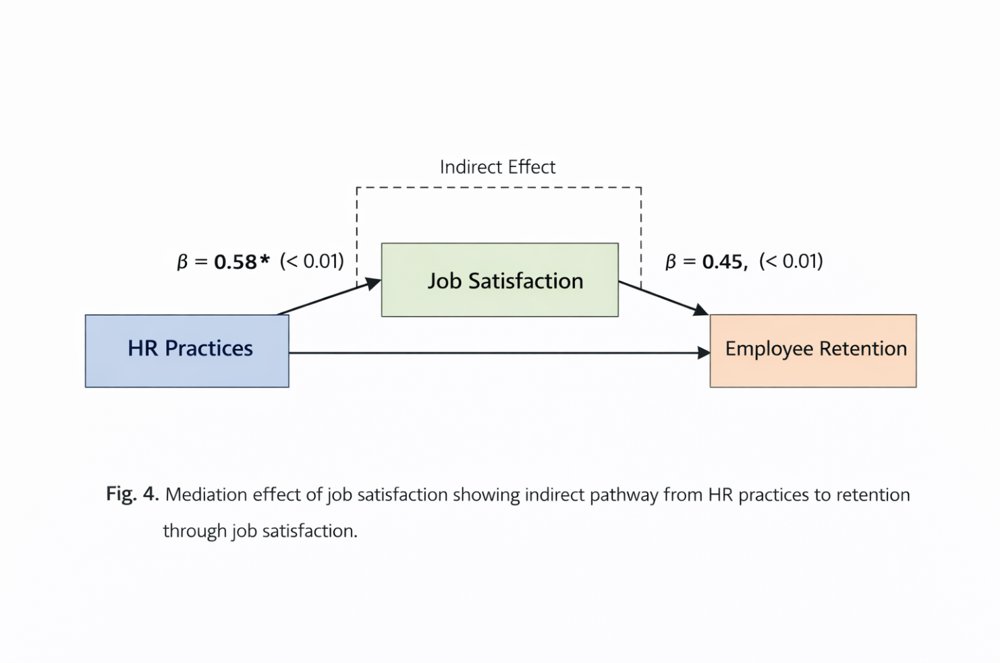 Indirect Effect
β = 0.58* (< 0.01)
β = 0.45, (< 0.01)
Job Satisfaction
HR Practices
Employee Retention
Fig. 4. Mediation effect of job satisfaction showing indirect pathway from HR practices to retention
through job satisfaction.